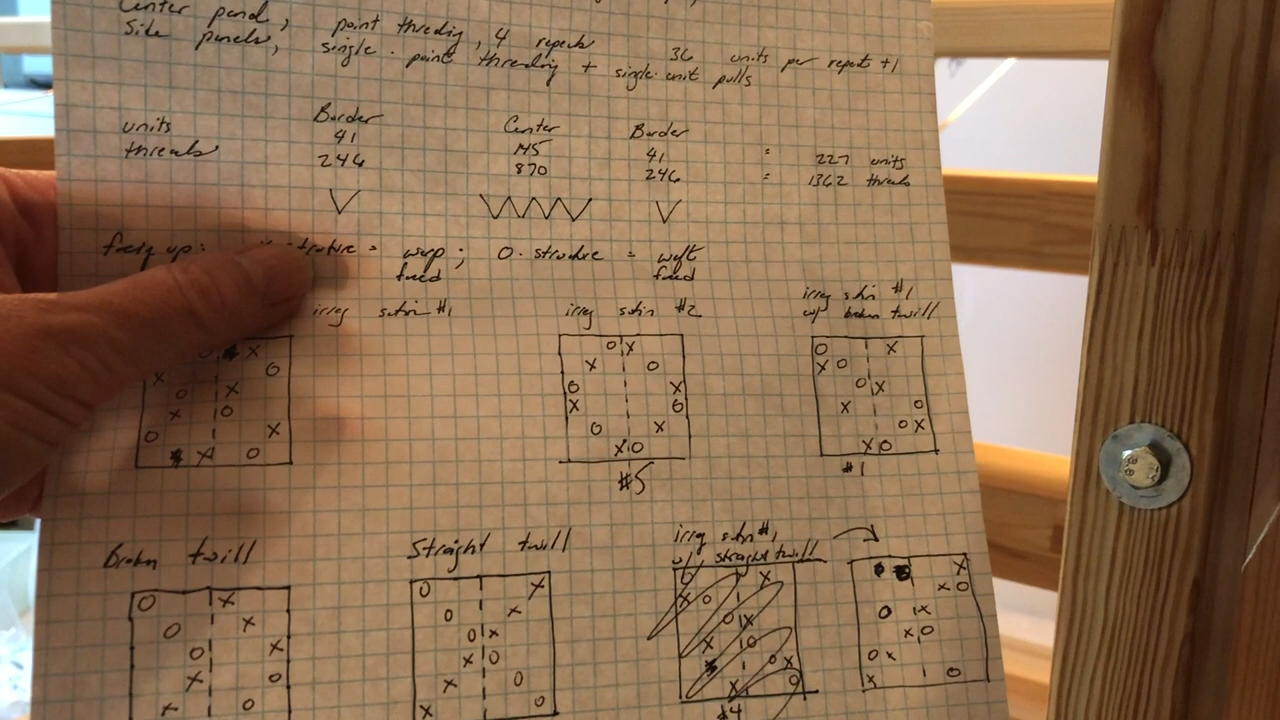 Center panel, point threading, 4 repeats 36 units per repeat +1
Side panels, single point threading + single unit pulls
Border Center Border
units 41 145 41 = 227 units
threads 246 870 246 = 1362 threads
facing up: structure = warp faced ; O structure = weft faced
irreg satin #1
irreg satin #2
irreg satin #1
w/ broken twill
#5
#1
Broken twill
Straight twill
irreg satin #1
w/ straight twill
#4